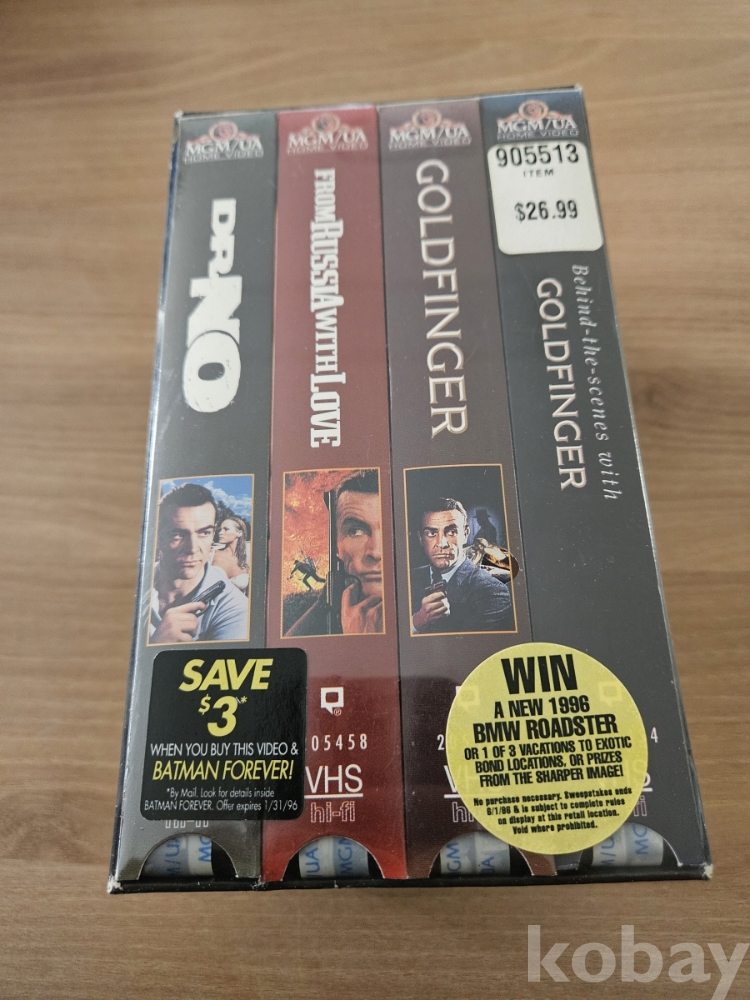 MGM/UA
HOME VIDEO
DR.NO
SAVE
$3*
WHEN YOU BUY THIS VIDEO &
BATMAN FOREVER!
*By Mail. Look for details inside
BATMAN FOREVER. Offer expires 1/31/96
hi-fi
MGM/UA
HOME VIDEO
FROM RUSSIA WITH LOVE
05458
VHS
hi-fi
MGM/UA
HOME VIDEO
GOLDFINGER
2
MGM/UA
HOME VIDEO
905513
ITEM
$26.99
Behind-the-scenes with
GOLDFINGER
4
WIN
A NEW 1996
BMW ROADSTER
OR 1 OF 3 VACATIONS TO EXOTIC
BOND LOCATIONS, OR PRIZES
FROM THE SHARPER IMAGE!
No purchase necessary. Sweepstakes ends
6/1/96 & is subject to complete rules
on display at this retail location.
Void where prohibited.
kobay